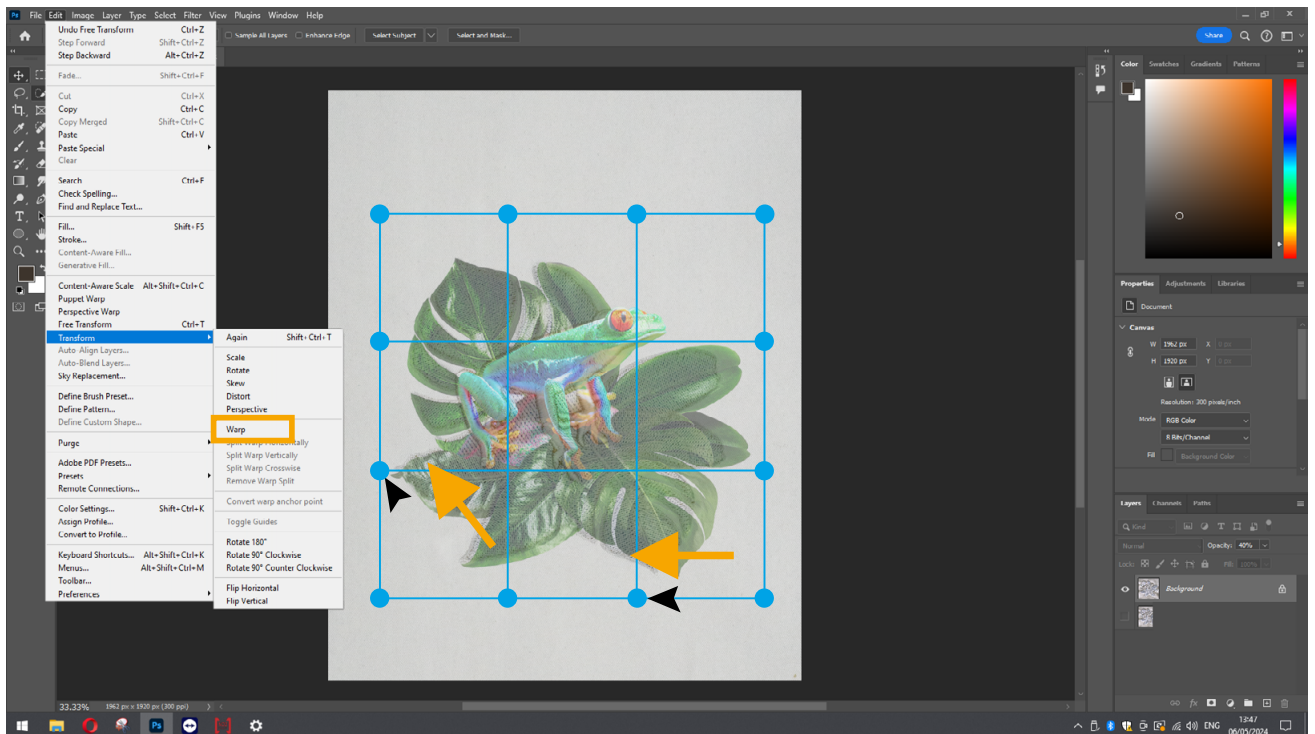 Ps File Edit Image Layer Type Select Filter View Plugins Window Help
Sample All Layers Enhance Edge Select Subject Select and Mask... Share
Undo Free Transform Ctrl+Z
Step Forward Shift+Ctrl+Z
Step Backward Alt+Ctrl+Z
Fade... Shift+Ctrl+F
Cut Ctrl+X
Copy Ctrl+C
Copy Merged Shift+Ctrl+C
Paste Ctrl+V
Paste Special
Clear
Search Ctrl+F
Check Spelling...
Find and Replace Text...
Fill... Shift+F5
Stroke...
Content-Aware Fill...
Generative Fill...
Content-Aware Scale Alt+Shift+Ctrl+C
Puppet Warp
Perspective Warp
Free Transform Ctrl+T
Transform
Auto-Align Layers...
Auto-Blend Layers...
Sky Replacement...
Define Brush Preset...
Define Pattern...
Define Custom Shape...
Purge
Adobe PDF Presets...
Presets
Remote Connections...
Color Settings... Shift+Ctrl+K
Assign Profile...
Convert to Profile...
Keyboard Shortcuts... Alt+Shift+Ctrl+K
Menus... Alt+Shift+Ctrl+M
Toolbar...
Preferences
Again Shift+Ctrl+T
Scale
Rotate
Skew
Distort
Perspective
Warp
Split Warp Horizontally
Split Warp Vertically
Split Warp Crosswise
Remove Warp Split
Convert warp anchor point
Toggle Guides
Rotate 180°
Rotate 90° Clockwise
Rotate 90° Counter Clockwise
Flip Horizontal
Flip Vertical
Color Swatches Gradients Patterns
Properties Adjustments Libraries
Document
Canvas
W 1962 px X 0 px
H 1920 px Y 0 px
Resolution: 300 pixels/inch
Mode RGB Color
8 Bits/Channel
Fill Background Color
Layers Channels Paths
Kind
Normal Opacity: 40%
Lock: Fill: 100%
Background
33.33% 1962 px x 1920 px (300 ppi)
Ps ENG 13:47
06/05/2024